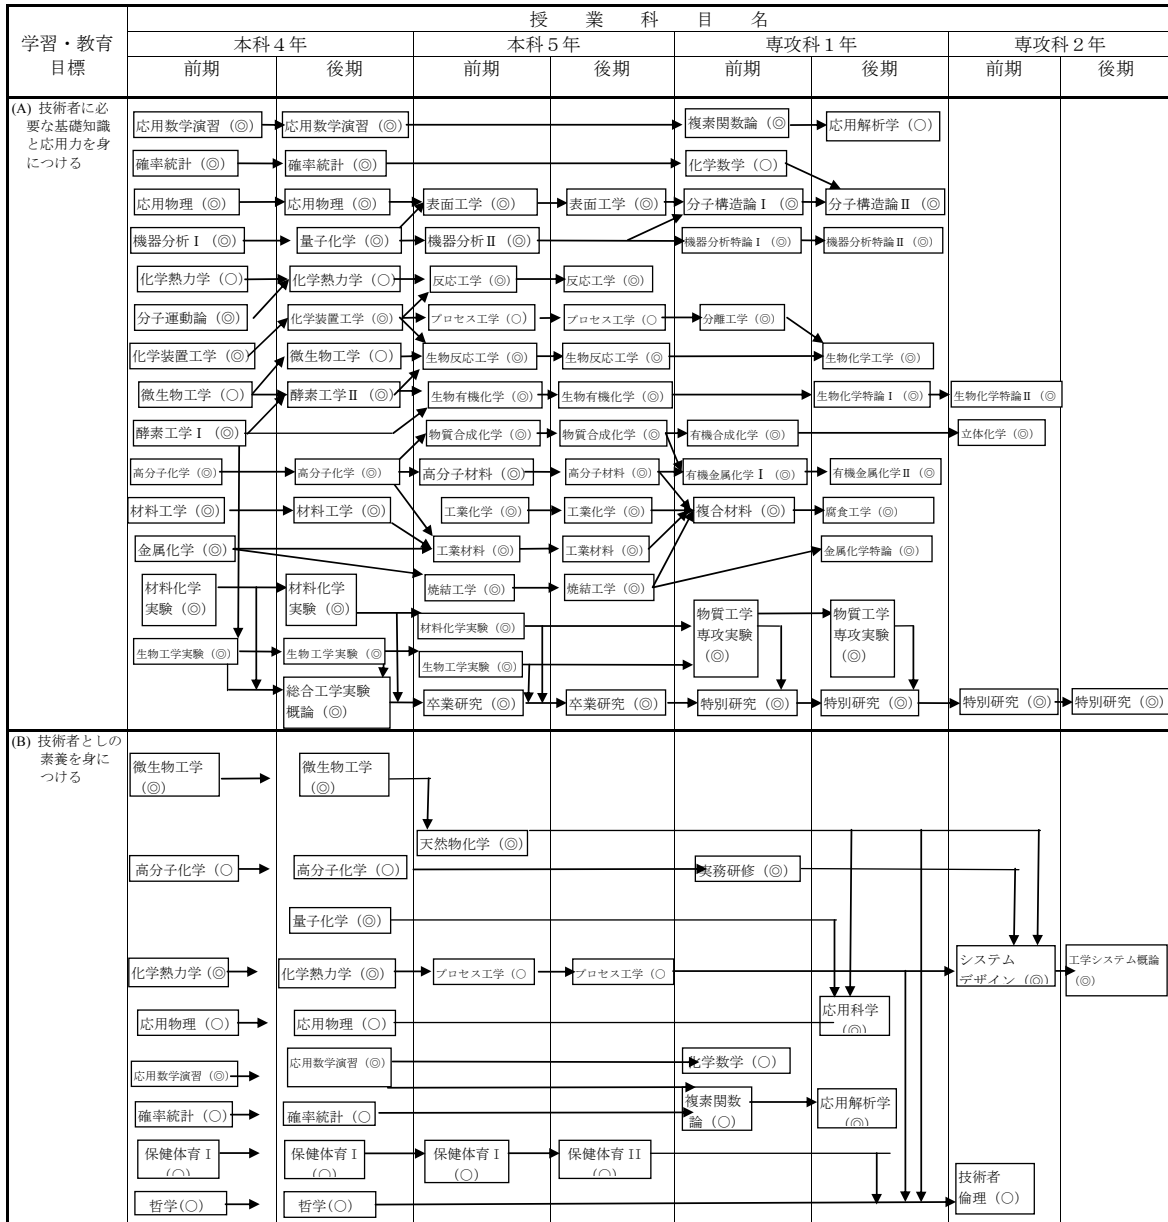 授　業　科　目　名
学習・教育
目標
本科４年
本科５年
専攻科１年
専攻科２年
前期
後期
前期
後期
前期
後期
前期
後期
(A) 技術者に必
要な基礎知識
と応用力を身
につける
応用数学演習（◎）
応用数学演習（◎）
複素関数論（◎
応用解析学（○）
確率統計（◎）
確率統計（◎）
化学数学（○）
応用物理（◎）
応用物理（◎）
表面工学（◎）
表面工学（◎）
分子構造論Ⅰ（◎
分子構造論Ⅱ（◎
機器分析Ⅰ（◎）
量子化学（◎）
機器分析Ⅱ（◎）
機器分析特論Ⅰ（◎）
機器分析特論Ⅱ（◎）
化学熱力学（○）
化学熱力学（○）
反応工学（◎）
反応工学（◎）
分子運動論（◎）
化学装置工学（◎）
プロセス工学（○）
プロセス工学（○
分離工学（◎）
化学装置工学（◎）
微生物工学（○）
生物反応工学（◎）
生物反応工学（◎
生物化学工学（◎）
微生物工学（○）
酵素工学Ⅱ（◎）
生物有機化学（◎）
生物有機化学（◎）
生物化学特論Ⅰ（◎）
生物化学特論Ⅱ（◎
酵素工学Ⅰ（◎）
物質合成化学（◎）
物質合成化学（◎
有機合成化学（◎）
立体化学（◎）
高分子化学（◎）
高分子化学（◎）
高分子材料（◎）
高分子材料（◎）
有機金属化学Ⅰ（◎）
有機金属化学Ⅱ（◎
材料工学（◎）
材料工学（◎）
工業化学（◎）
工業化学（◎）
複合材料（◎）
腐食工学（◎）
金属化学（◎）
工業材料（◎）
工業材料（◎）
金属化学特論（◎）
材料化学
実験（◎）
材料化学
実験（◎）
焼結工学（◎）
焼結工学（◎）
材料化学実験（◎）
物質工学
専攻実験
（◎）
物質工学
専攻実験
（◎）
生物工学実験（◎）
生物工学実験（◎
生物工学実験（◎）
総合工学実験
概論（◎）
卒業研究（◎）
卒業研究（◎）
特別研究（◎）
特別研究（◎）
特別研究（◎）
特別研究（◎）
(B) 技術者としの
素養を身に
つける
微生物工学
（◎）
微生物工学
（◎）
天然物化学（◎）
高分子化学（○
高分子化学（○）
実務研修（◎）
量子化学（◎）
化学熱力学（◎
化学熱力学（◎）
プロセス工学（○
プロセス工学（○
システム
デザイン（◎）
工学システム概論
（◎）
応用物理（○）
応用物理（○）
応用科学
（◎）
応用数学演習（◎）
応用数学演習（◎）
化学数学（○）
確率統計（○）
確率統計（○
複素関数
論（○）
応用解析学
（◎）
保健体育Ⅰ
（○）
保健体育Ⅰ
（○）
保健体育Ⅰ
（○）
保健体育II
（○）
哲学(○）
哲学(○）
技術者
倫理（○）